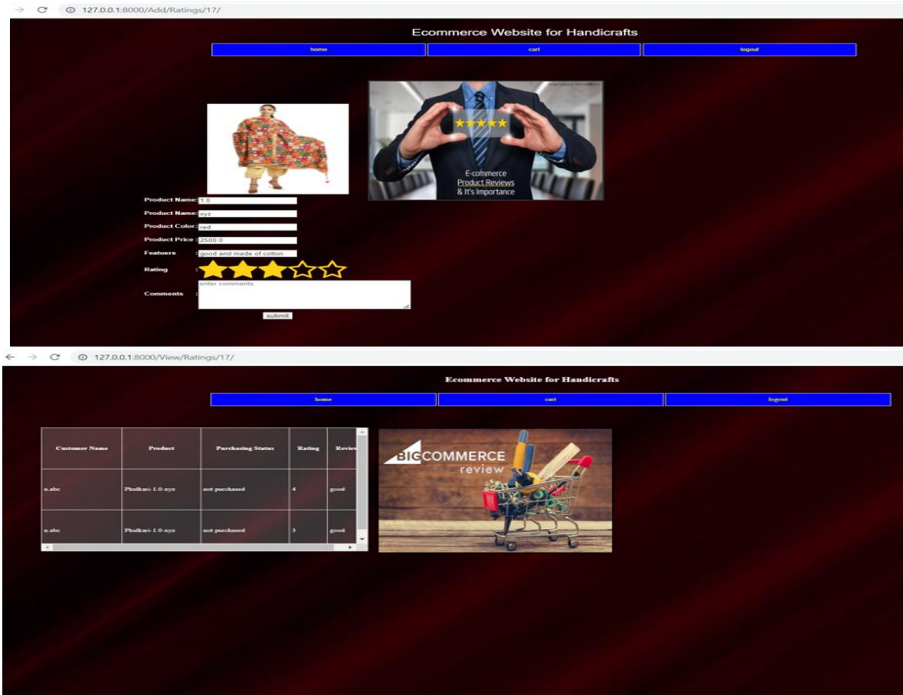 127.0.0.1:8000/Add/Ratings/17/
Ecommerce Website for Handicrafts
home cart logout
E-commerce
Product Reviews
& It's Importance
Product Name: 1.0
Product Name: xyz
Product Color: red
Product Price : 2500.0
Featuers : good and made of cotton
Rating :
Comments : enter comments
submit
127.0.0.1:8000/View/Ratings/17/
Ecommerce Website for Handicrafts
home cart logout
Customer Name Product Purchasing Status Rating Review
n.abc Phulkari-1.0-xyz not purchased 4 good
n.abc Phulkari-1.0-xyz not purchased 3 good
BIGCOMMERCE
review